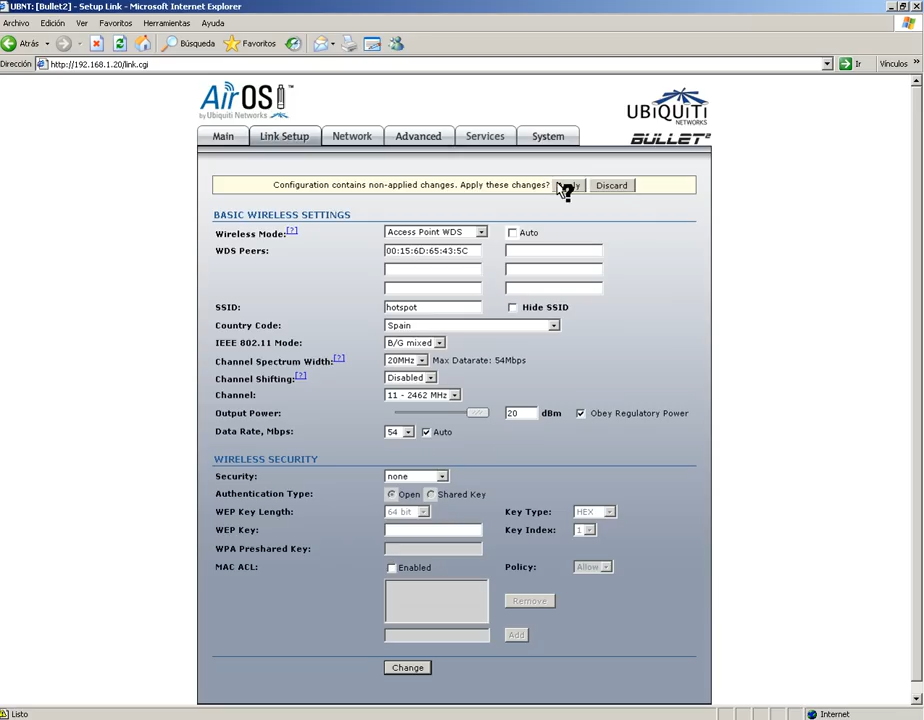 UBNT: [Bullet2] - Setup Link - Microsoft Internet Explorer
Archivo Edición Ver Favoritos Herramientas Ayuda
Atrás Búsqueda Favoritos
Dirección http://192.168.1.20/link.cgi Ir Vínculos »
AirOS
by Ubiquiti Networks
UBiQUiTi
NETWORKS
BULLET2
Main Link Setup Network Advanced Services System
Configuration contains non-applied changes. Apply these changes? Discard
BASIC WIRELESS SETTINGS
Wireless Mode:[?] Access Point WDS Auto
WDS Peers: 00:15:6D:65:43:5C
SSID: hotspot Hide SSID
Country Code: Spain
IEEE 802.11 Mode: B/G mixed
Channel Spectrum Width:[?] 20MHz Max Datarate: 54Mbps
Channel Shifting:[?] Disabled
Channel: 11 - 2462 MHz
Output Power: 20 dBm Obey Regulatory Power
Data Rate, Mbps: 54 Auto
WIRELESS SECURITY
Security: none
Authentication Type: Open Shared Key
WEP Key Length: 64 bit Key Type: HEX
WEP Key: Key Index: 1
WPA Preshared Key:
MAC ACL: Enabled Policy: Allow
Remove
Add
Change
Listo Internet